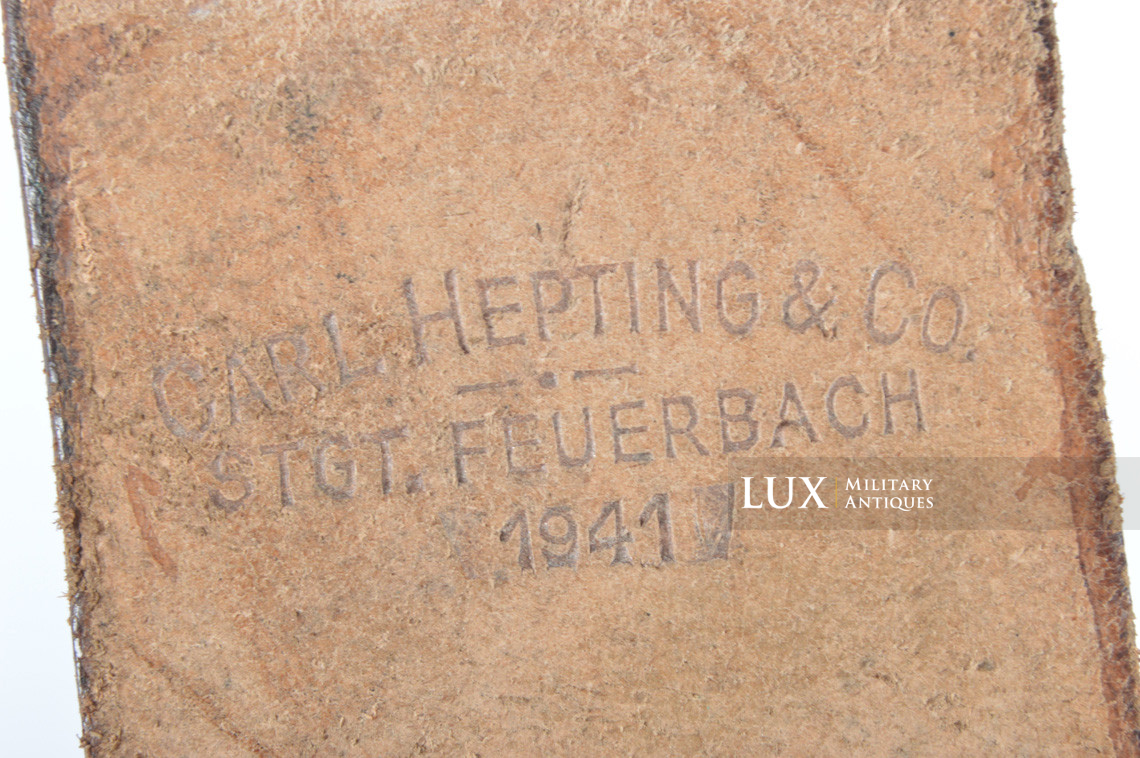 CARL HEPTING & CO.
STGT. FEUERBACH
1941
LUX MILITARY ANTIQUES